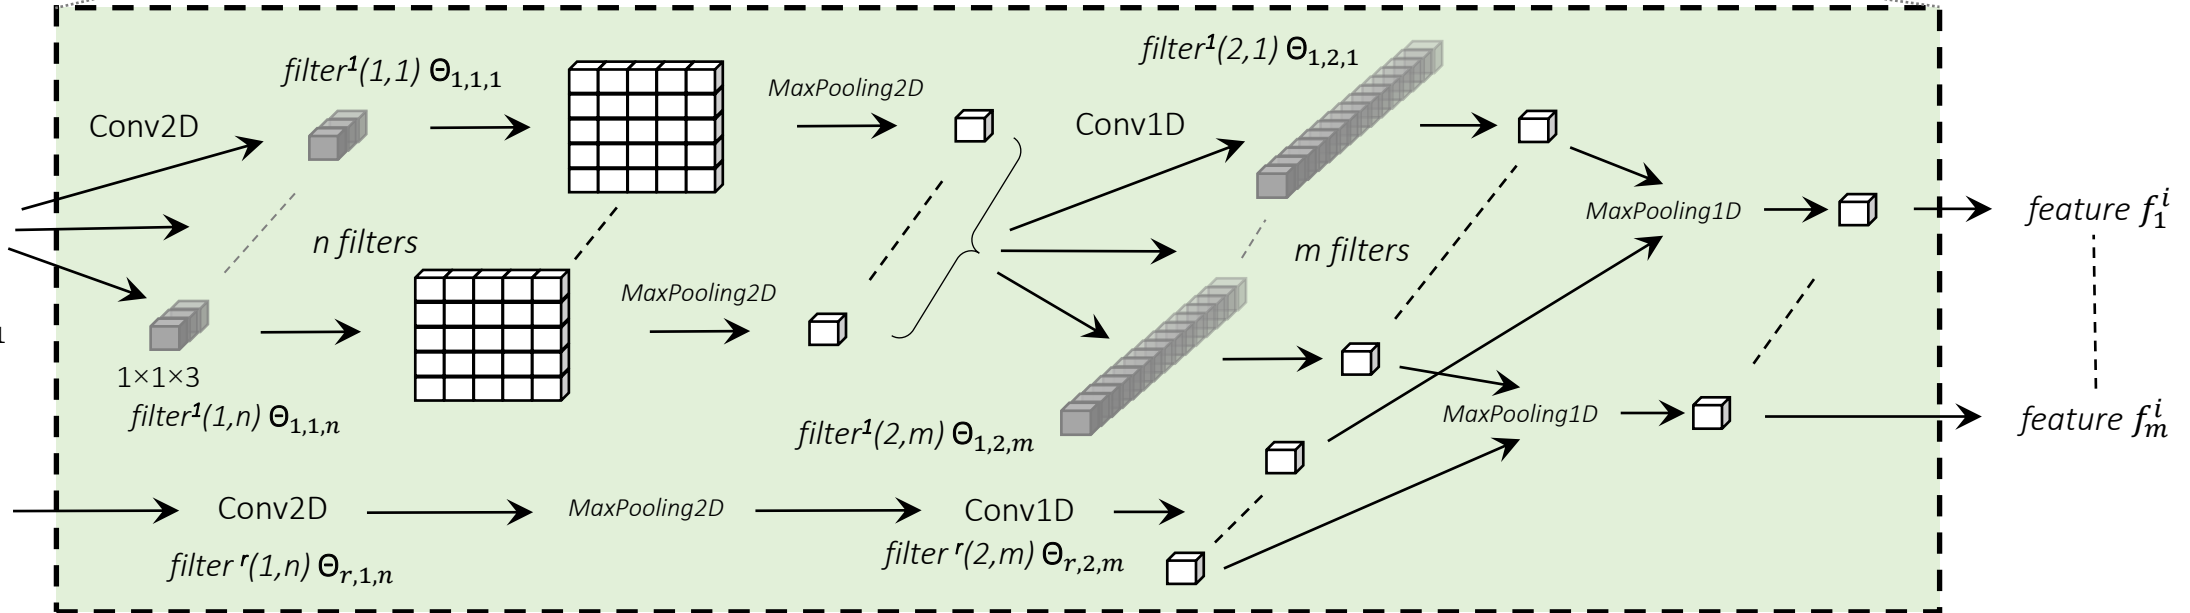 filter¹(1,1) Θ₁,₁,₁
MaxPooling2D
filter¹(2,1) Θ₁,₂,₁
Conv2D
Conv1D
n filters
m filters
MaxPooling1D
feature f₁ⁱ
MaxPooling2D
1
1×1×3
filter¹(1,n) Θ₁,₁,ₙ
filter¹(2,m) Θ₁,₂,ₘ
MaxPooling1D
feature fₘⁱ
Conv2D
MaxPooling2D
Conv1D
filter ʳ(1,n) Θᵣ,₁,ₙ
filter ʳ(2,m) Θᵣ,₂,ₘ